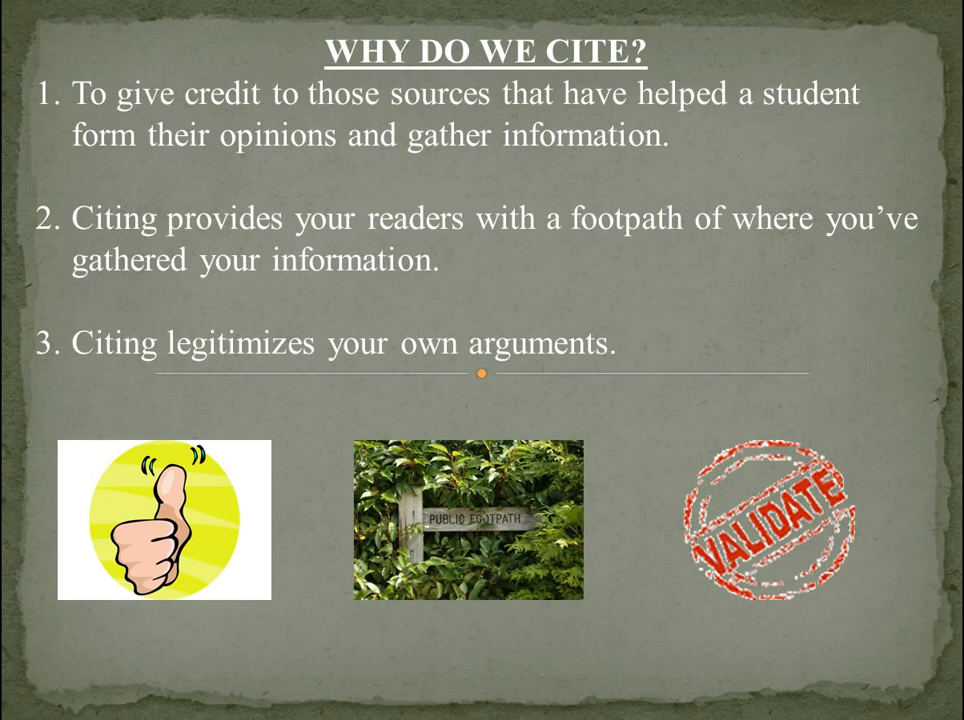 WHY DO WE CITE?
1. To give credit to those sources that have helped a student
form their opinions and gather information.
2. Citing provides your readers with a footpath of where you’ve
gathered your information.
3. Citing legitimizes your own arguments.
PUBLIC FOOTPATH
VALIDATE